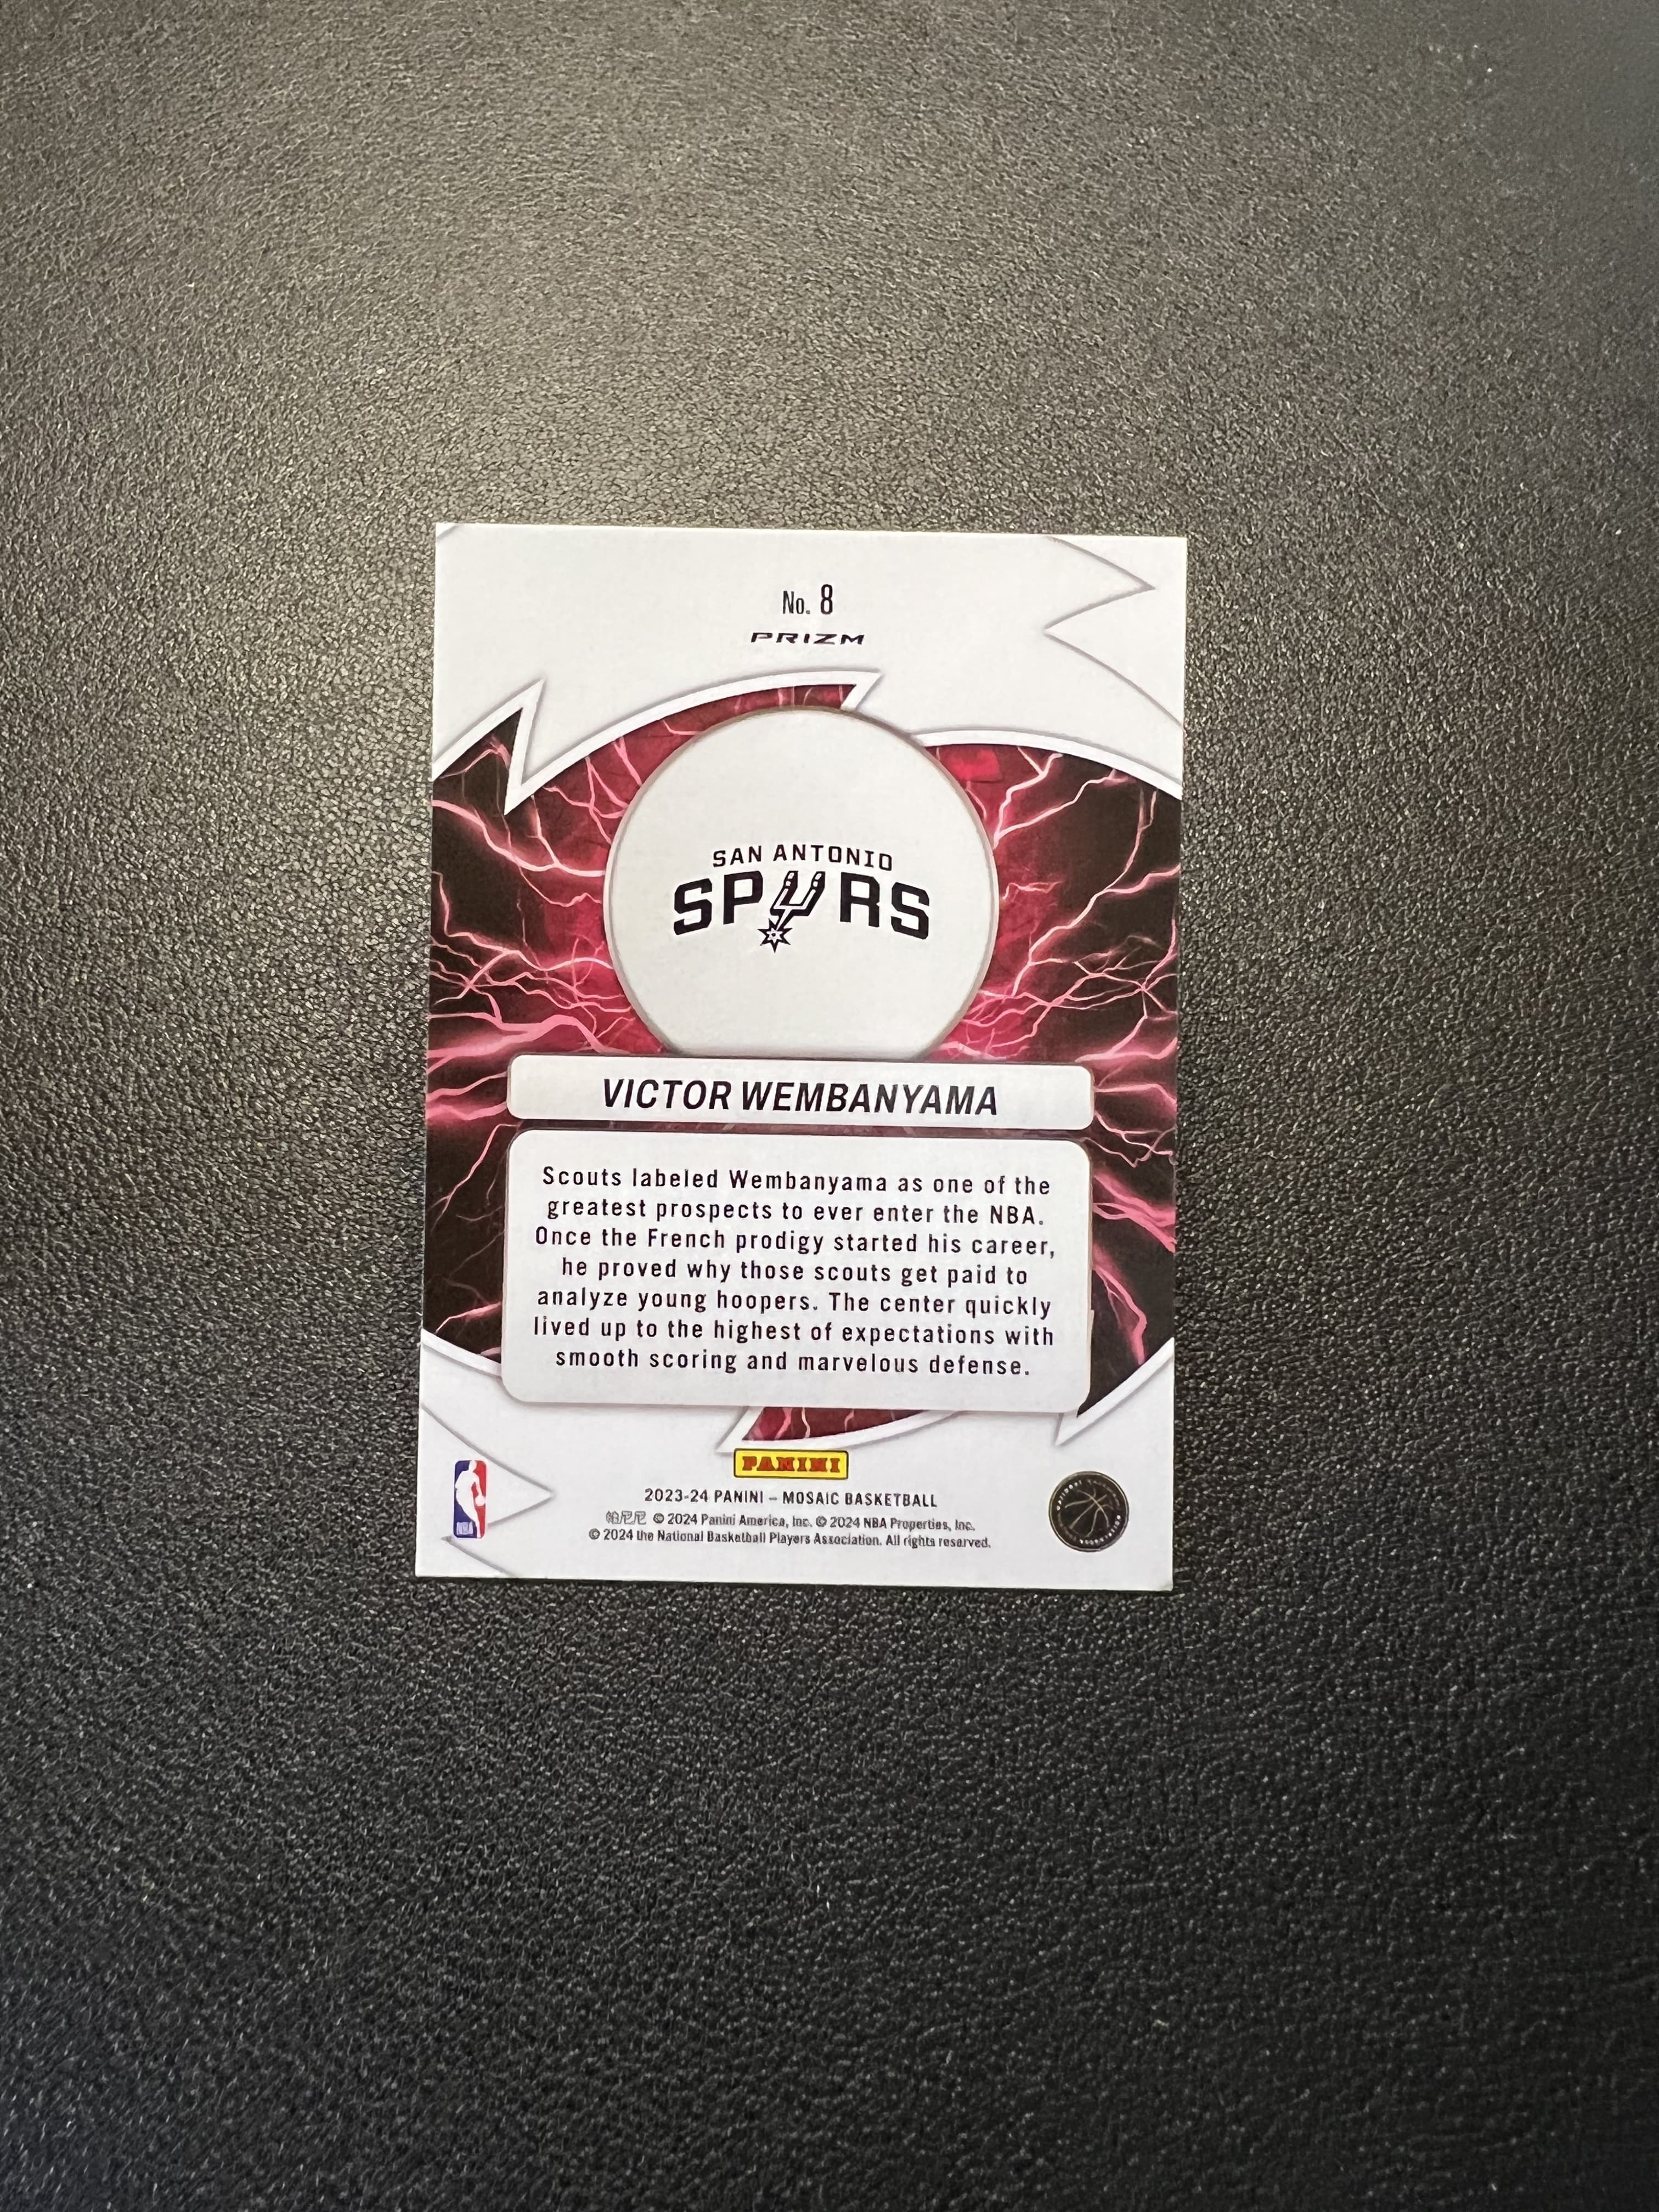 No. 8
PRIZM
SAN ANTONIO
SPURS
VICTOR WEMBANYAMA
Scouts labeled Wembanyama as one of the
greatest prospects to ever enter the NBA.
Once the French prodigy started his career,
he proved why those scouts get paid to
analyze young hoopers. The center quickly
lived up to the highest of expectations with
smooth scoring and marvelous defense.
PANINI
2023-24 PANINI – MOSAIC BASKETBALL
帕尼尼 © 2024 Panini America, Inc. © 2024 NBA Properties, Inc.
© 2024 the National Basketball Players Association. All rights reserved.
NBA